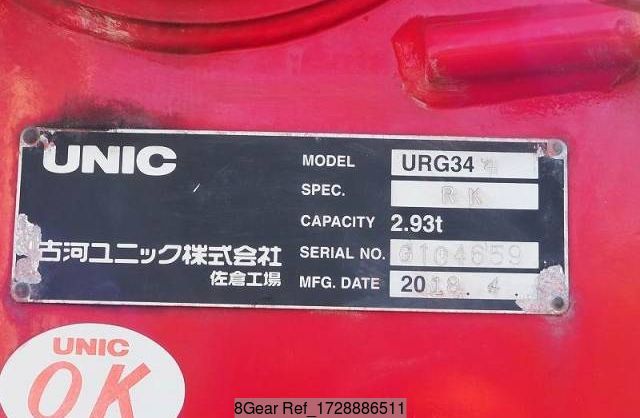 UNIC
MODEL URG344
SPEC. RK
CAPACITY 2.93t
古河ユニック株式会社
佐倉工場
SERIAL NO. G104659
MFG. DATE 2018. 4
UNIC
OK
8Gear Ref_1728886511